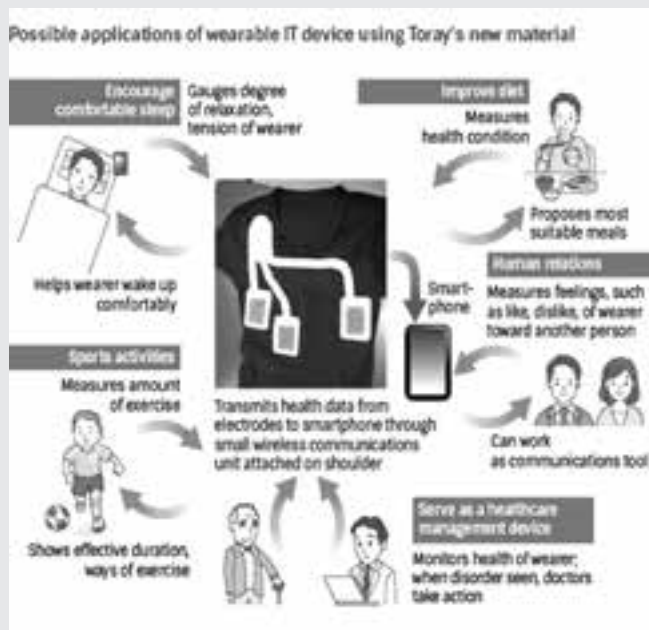 Possible applications of wearable IT device using Toray's new material
Encourage
comfortable sleep
Gauges degree
of relaxation,
tension of wearer
Helps wearer wake up
comfortably
Improve diet
Measures
health condition
Proposes most
suitable meals
Human relations
Measures feelings, such
as like, dislike, of wearer
toward another person
Smart-
phone
Can work
as communications tool
Sports activities
Measures amount
of exercise
Shows effective duration,
ways of exercise
Transmits health data from
electrodes to smartphone through
small wireless communications
unit attached on shoulder
Serve as a healthcare
management device
Monitors health of wearer;
when disorder seen, doctors
take action